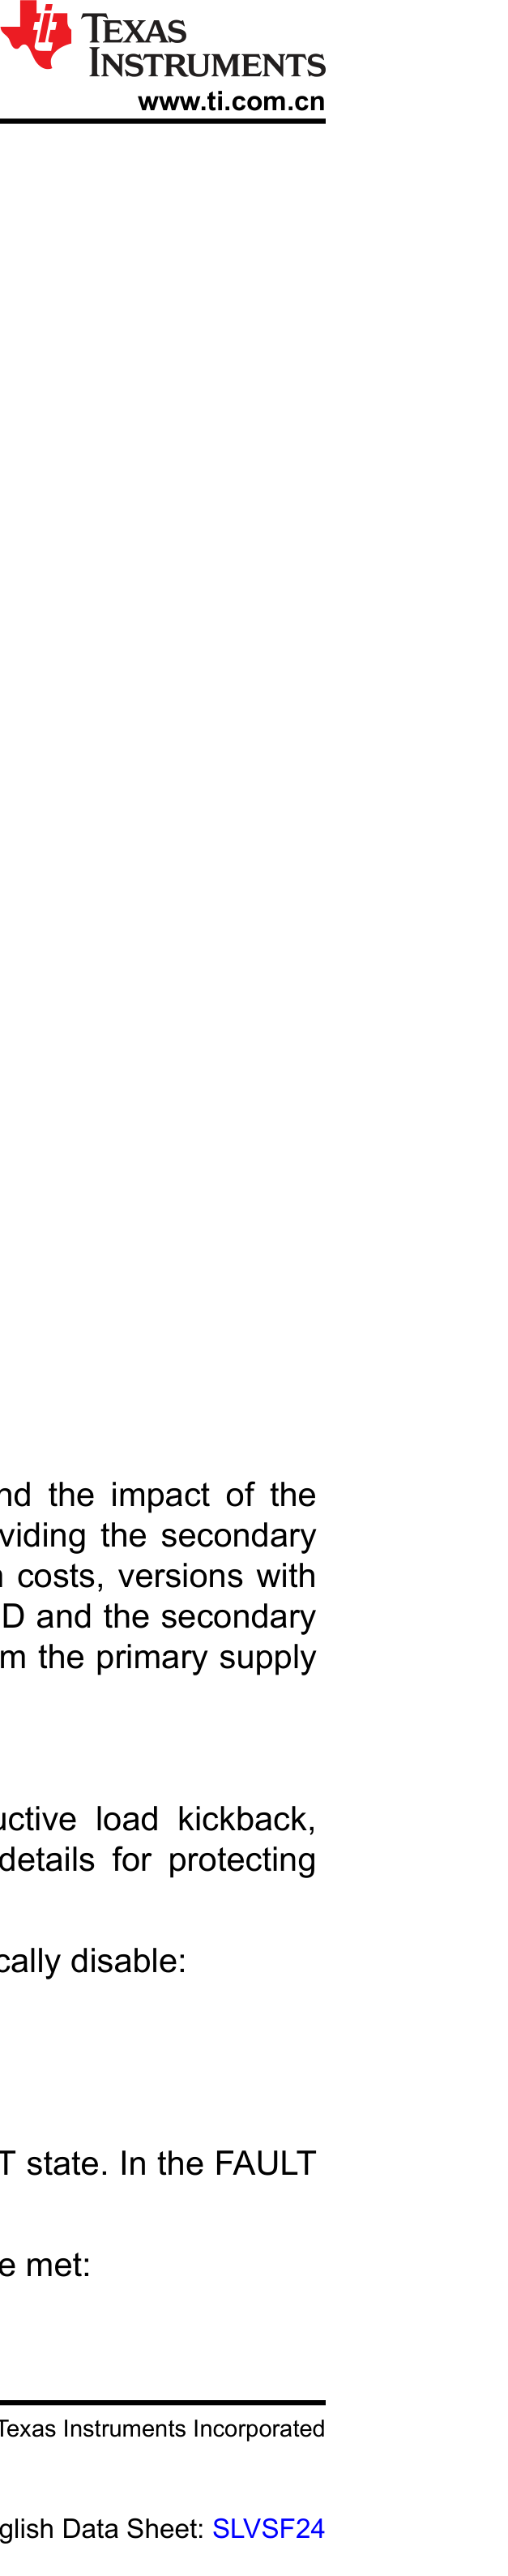 TEXAS
INSTRUMENTS
www.ti.com.cn
nd the impact of the
viding the secondary
costs, versions with
D and the secondary
m the primary supply
uctive load kickback,
details for protecting
cally disable:
T state. In the FAULT
e met:
Texas Instruments Incorporated
glish Data Sheet: SLVSF24